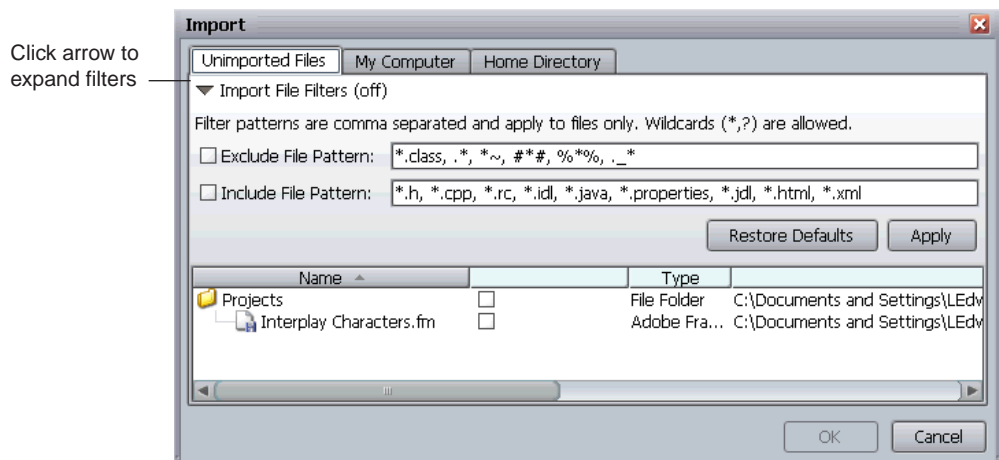 Import
Click arrow to
expand filters
Unimported Files
My Computer
Home Directory
Import File Filters (off)
Filter patterns are comma separated and apply to files only. Wildcards (*,?) are allowed.
Exclude File Pattern:
*.class, .*, *~, #*#, %*%, ._*
Include File Pattern:
*.h, *.cpp, *.rc, *.idl, *.java, *.properties, *.jdl, *.html, *.xml
Restore Defaults
Apply
Name
Type
Projects
File Folder
C:\Documents and Settings\LEdw
Interplay Characters.fm
Adobe Fra...
C:\Documents and Settings\LEdw
OK
Cancel